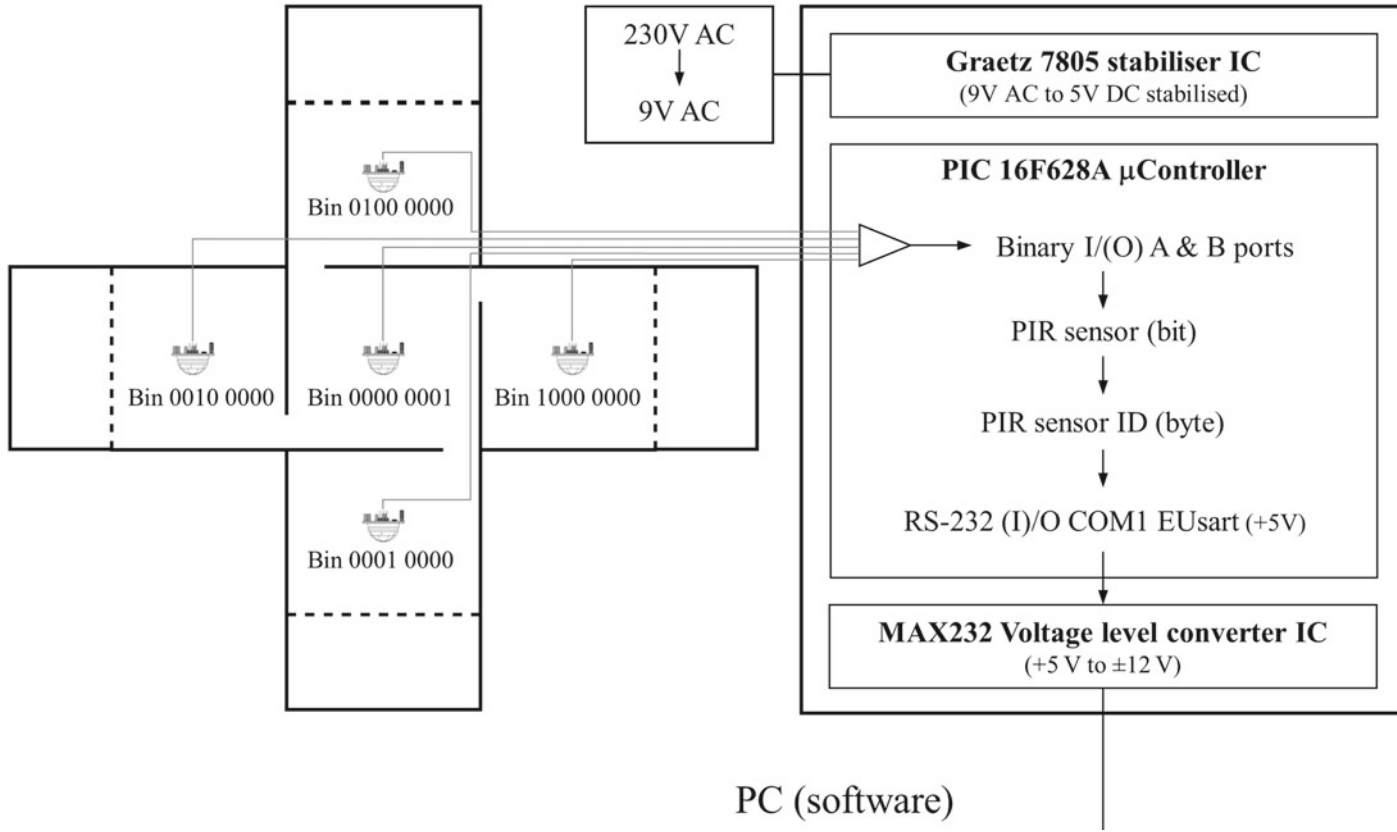 230V AC
9V AC
Graetz 7805 stabiliser IC
(9V AC to 5V DC stabilised)
PIC 16F628A μController
Bin 0100 0000
Binary I/(O) A & B ports
PIR sensor (bit)
Bin 0010 0000
Bin 0000 0001
Bin 1000 0000
PIR sensor ID (byte)
RS-232 (I)/O COM1 EUsart (+5V)
Bin 0001 0000
MAX232 Voltage level converter IC
(+5 V to ±12 V)
PC (software)